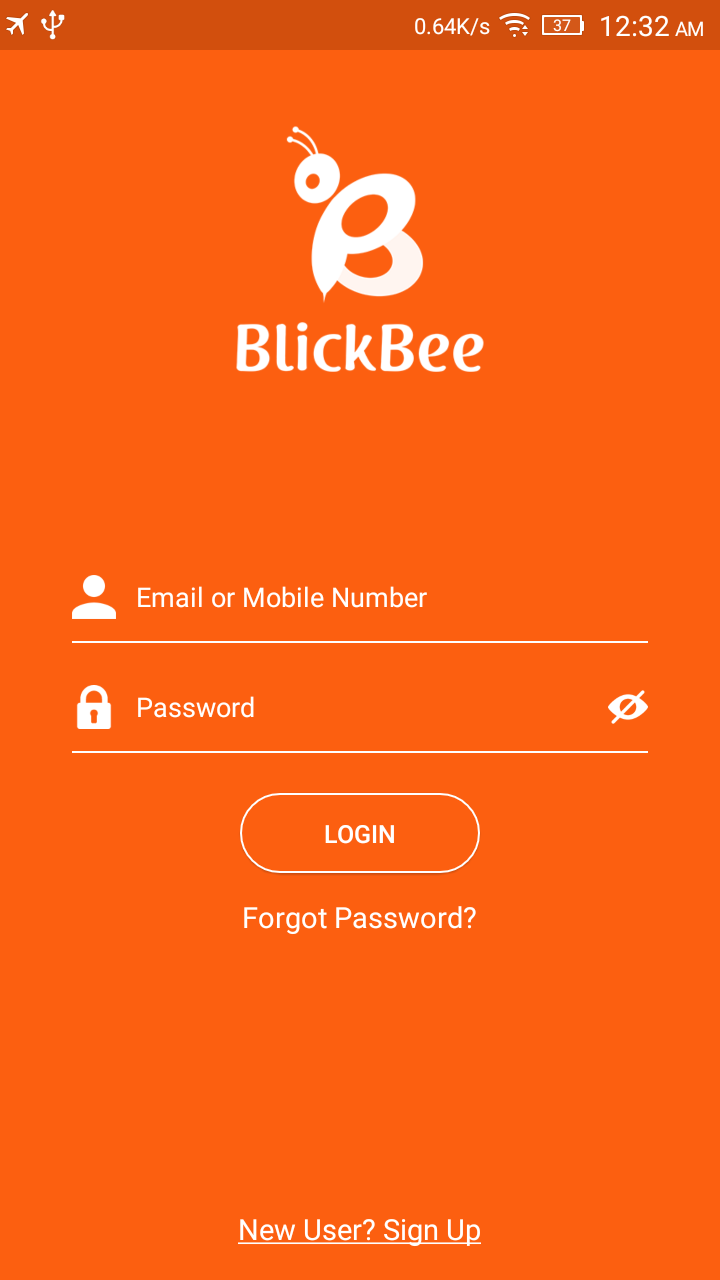 0.64K/s 37 12:32 AM
BlickBee
Email or Mobile Number
Password
LOGIN
Forgot Password?
New User? Sign Up